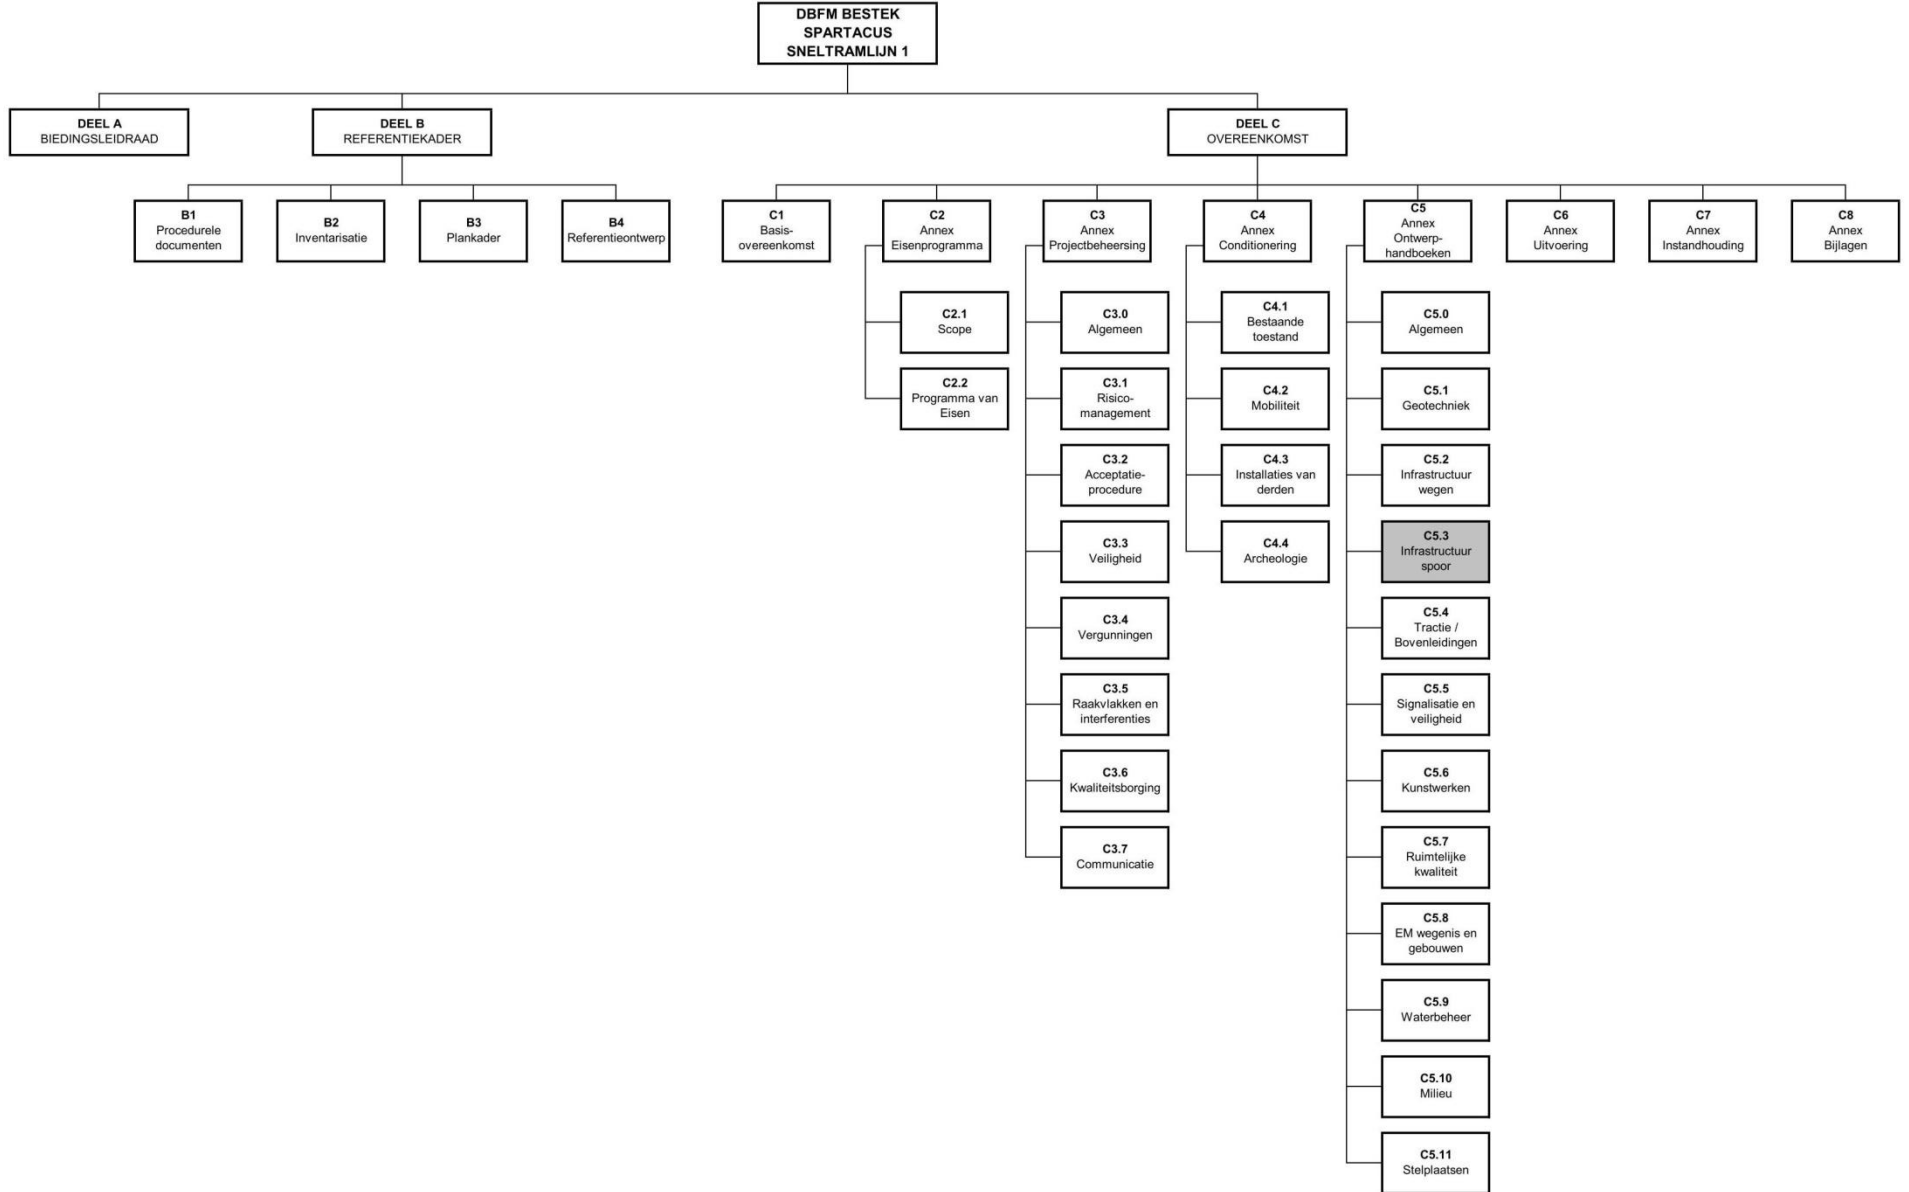 DBFM BESTEK
SPARTACUS
SNELTRAMLIJN 1
DEEL A
BIEDINGSLEIDRAAD
DEEL B
REFERENTIEKADER
DEEL C
OVEREENKOMST
B1
Procedurele
documenten
B2
Inventarisatie
B3
Plankader
B4
Referentieontwerp
C1
Basis-
overeenkomst
C2
Annex
Eisenprogramma
C3
Annex
Projectbeheersing
C4
Annex
Conditionering
C5
Annex
Ontwerp-
handboeken
C6
Annex
Uitvoering
C7
Annex
Instandhouding
C8
Annex
Bijlagen
C2.1
Scope
C2.2
Programma van
Eisen
C3.0
Algemeen
C3.1
Risico-
management
C3.2
Acceptatie-
procedure
C3.3
Veiligheid
C3.4
Vergunningen
C3.5
Raakvlakken en
interferenties
C3.6
Kwaliteitsborging
C3.7
Communicatie
C4.1
Bestaande
toestand
C4.2
Mobiliteit
C4.3
Installaties van
derden
C4.4
Archeologie
C5.0
Algemeen
C5.1
Geotechniek
C5.2
Infrastructuur
wegen
C5.3
Infrastructuur
spoor
C5.4
Tractie /
Bovenleidingen
C5.5
Signalisatie en
veiligheid
C5.6
Kunstwerken
C5.7
Ruimtelijke
kwaliteit
C5.8
EM wegenis en
gebouwen
C5.9
Waterbeheer
C5.10
Milieu
C5.11
Stelplaatsen